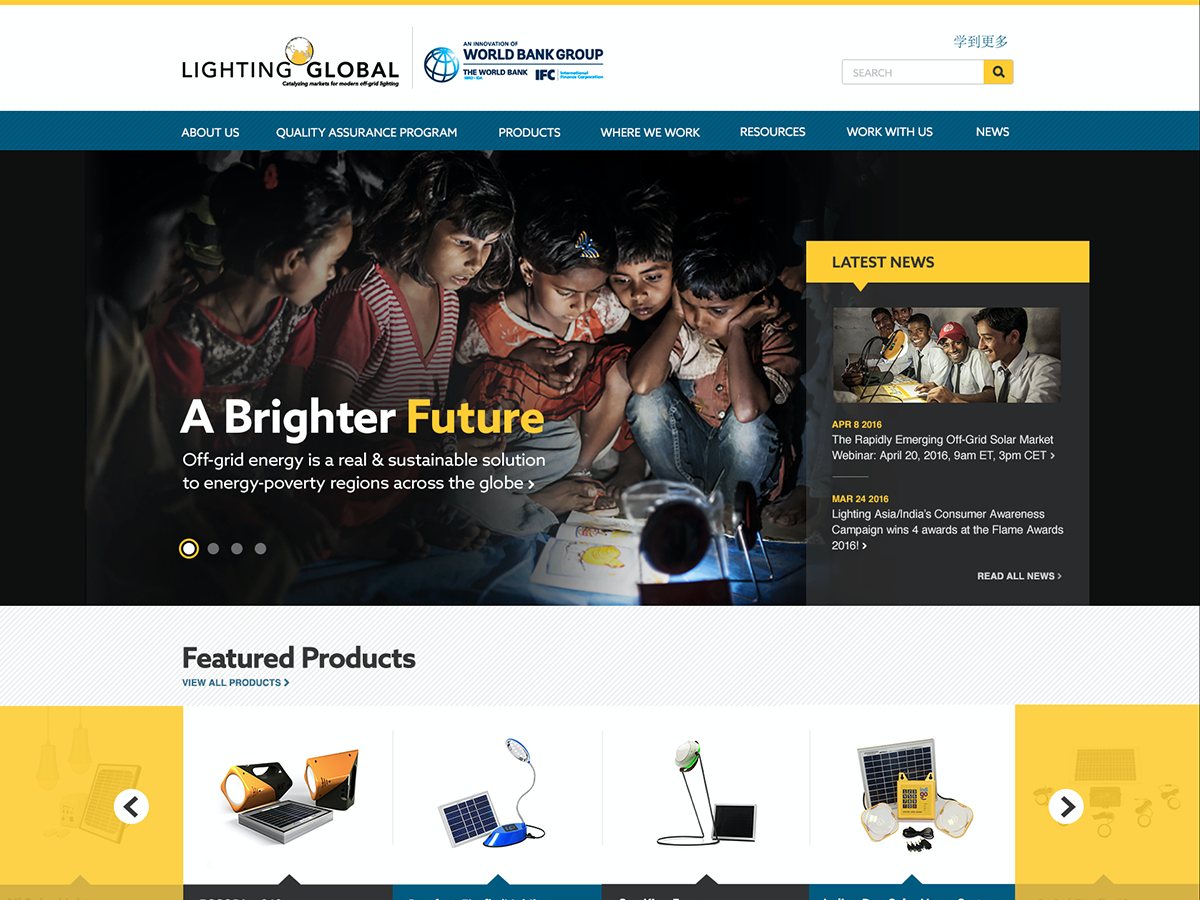 学到更多
LIGHTING GLOBAL
Catalyzing markets for modern off-grid lighting
AN INNOVATION OF
WORLD BANK GROUP
THE WORLD BANK
IBRD • IDA
IFC
International
Finance Corporation
SEARCH
ABOUT US
QUALITY ASSURANCE PROGRAM
PRODUCTS
WHERE WE WORK
RESOURCES
WORK WITH US
NEWS
A Brighter Future
Off-grid energy is a real & sustainable solution
to energy-poverty regions across the globe ›
LATEST NEWS
APR 8 2016
The Rapidly Emerging Off-Grid Solar Market
Webinar: April 20, 2016, 9am ET, 3pm CET ›
MAR 24 2016
Lighting Asia/India's Consumer Awareness
Campaign wins 4 awards at the Flame Awards
2016! ›
READ ALL NEWS ›
Featured Products
VIEW ALL PRODUCTS ›